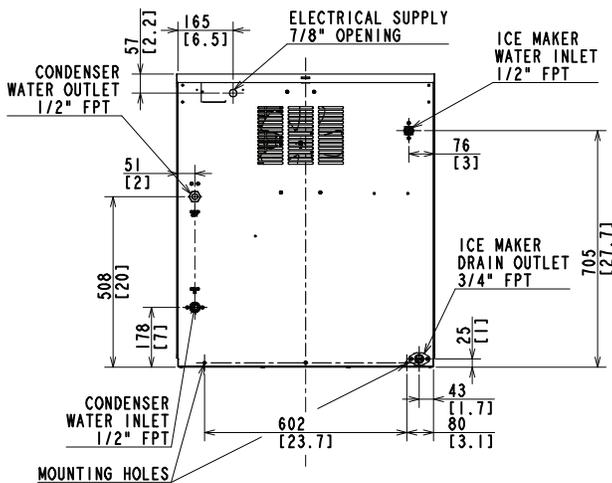 165
[6.5]
57
[2.2]
ELECTRICAL SUPPLY
7/8" OPENING
ICE MAKER
WATER INLET
1/2" FPT
CONDENSER
WATER OUTLET
1/2" FPT
76
[3]
51
[2]
705
[27.7]
508
[20]
ICE MAKER
DRAIN OUTLET
3/4" FPT
178
[7]
25
[1]
43
[1.7]
CONDENSER
WATER INLET
1/2" FPT
602
[23.7]
80
[3.1]
MOUNTING HOLES